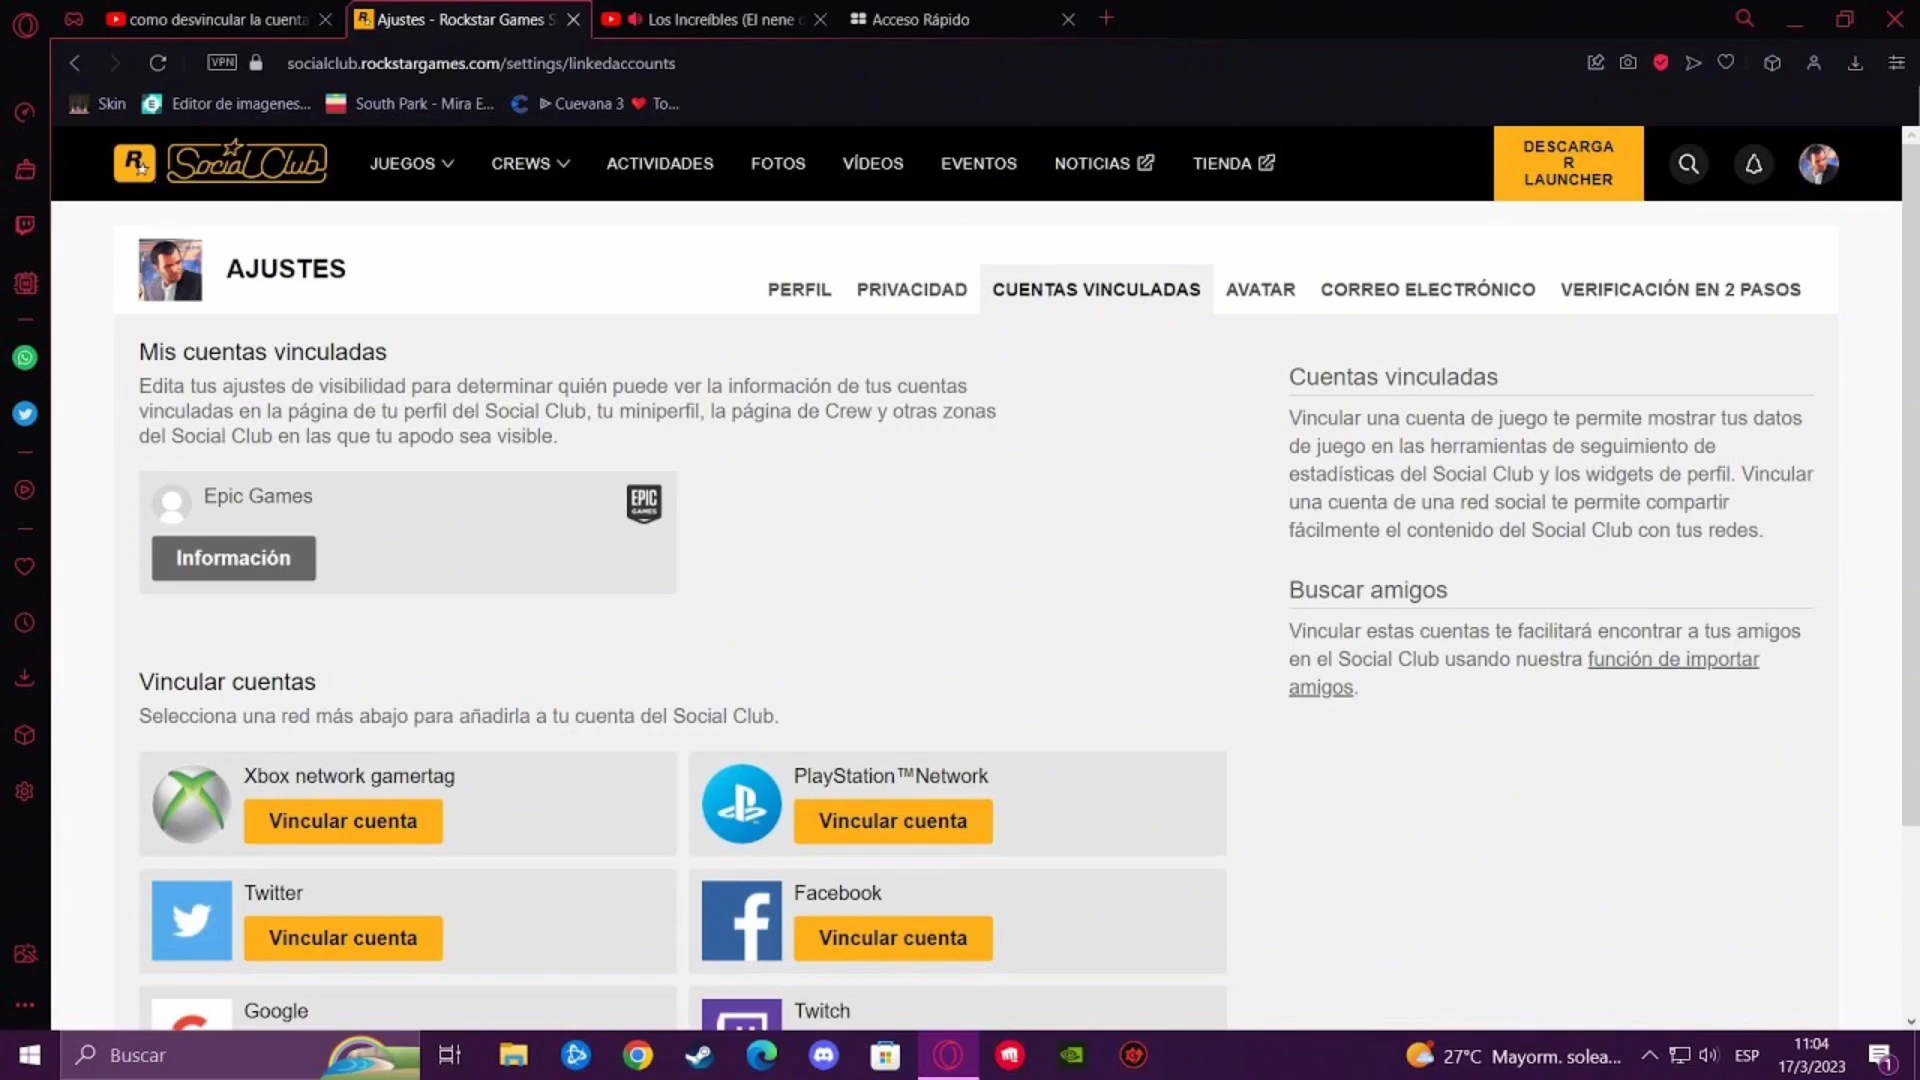 como desvincular la cuenta
Ajustes - Rockstar Games S
Los Increíbles (El nene
Acceso Rápido
VPN
socialclub.rockstargames.com/settings/linkedaccounts
Skin
Editor de imagenes...
South Park - Mira E...
Cuevana 3 ❤ To...
R
Social Club
JUEGOS
CREWS
ACTIVIDADES
FOTOS
VÍDEOS
EVENTOS
NOTICIAS
TIENDA
DESCARGA
R
LAUNCHER
AJUSTES
PERFIL
PRIVACIDAD
CUENTAS VINCULADAS
AVATAR
CORREO ELECTRÓNICO
VERIFICACIÓN EN 2 PASOS
Mis cuentas vinculadas
Edita tus ajustes de visibilidad para determinar quién puede ver la información de tus cuentas
vinculadas en la página de tu perfil del Social Club, tu miniperfil, la página de Crew y otras zonas
del Social Club en las que tu apodo sea visible.
Epic Games
EPIC
GAMES
Información
Vincular cuentas
Selecciona una red más abajo para añadirla a tu cuenta del Social Club.
Xbox network gamertag
Vincular cuenta
PlayStation™Network
Vincular cuenta
Twitter
Vincular cuenta
Facebook
Vincular cuenta
Google
Twitch
Cuentas vinculadas
Vincular una cuenta de juego te permite mostrar tus datos
de juego en las herramientas de seguimiento de
estadísticas del Social Club y los widgets de perfil. Vincular
una cuenta de una red social te permite compartir
fácilmente el contenido del Social Club con tus redes.
Buscar amigos
Vincular estas cuentas te facilitará encontrar a tus amigos
en el Social Club usando nuestra función de importar
amigos.
Buscar
27°C Mayorm. solea...
ESP
11:04
17/3/2023
1